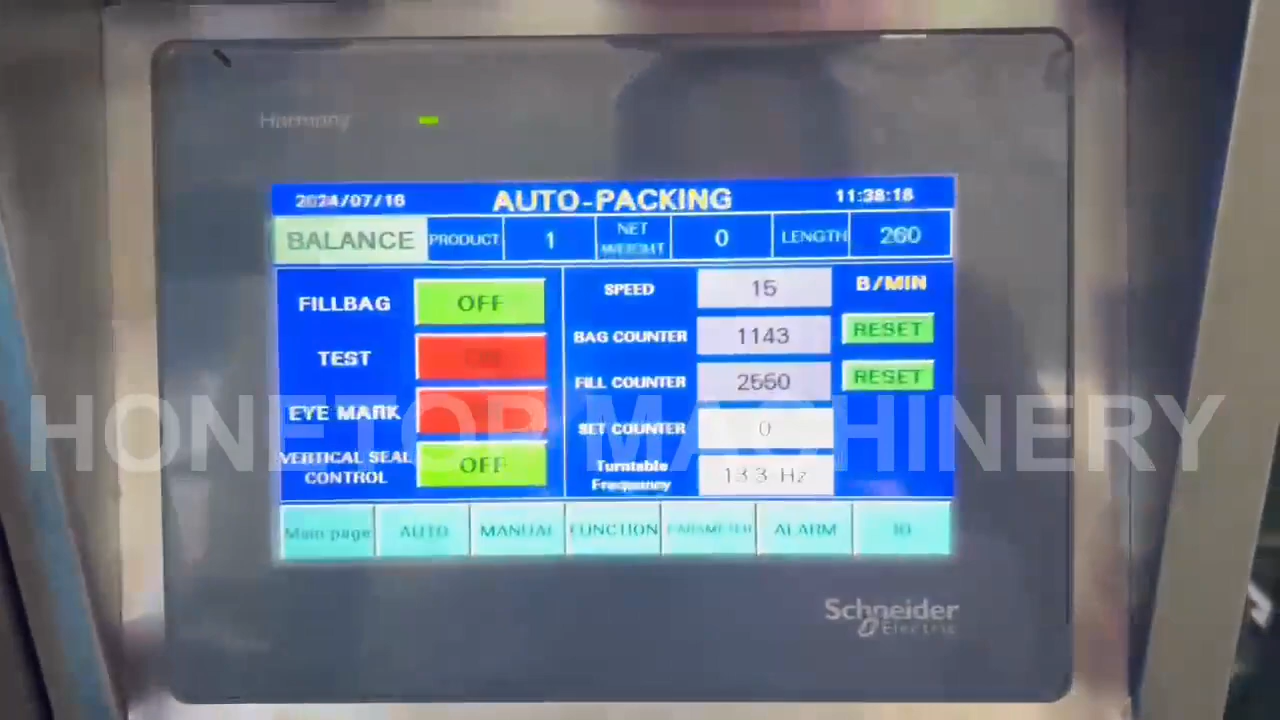 Harmony
2024/07/16 AUTO-PACKING 11:38:18
BALANCE PRODUCT 1 NET WEIGHT 0 LENGTH 260
FILLBAG OFF
TEST
EYE MARK
VERTICAL SEAL CONTROL OFF
SPEED 15 B/MIN
BAG COUNTER 1143 RESET
FILL COUNTER 2550 RESET
SET COUNTER 0
Turntable Frequency 13.3 Hz
Main page AUTO MANUAL FUNCTION PARAMETER ALARM IO
HONETOP MACHINERY
Schneider
Electric